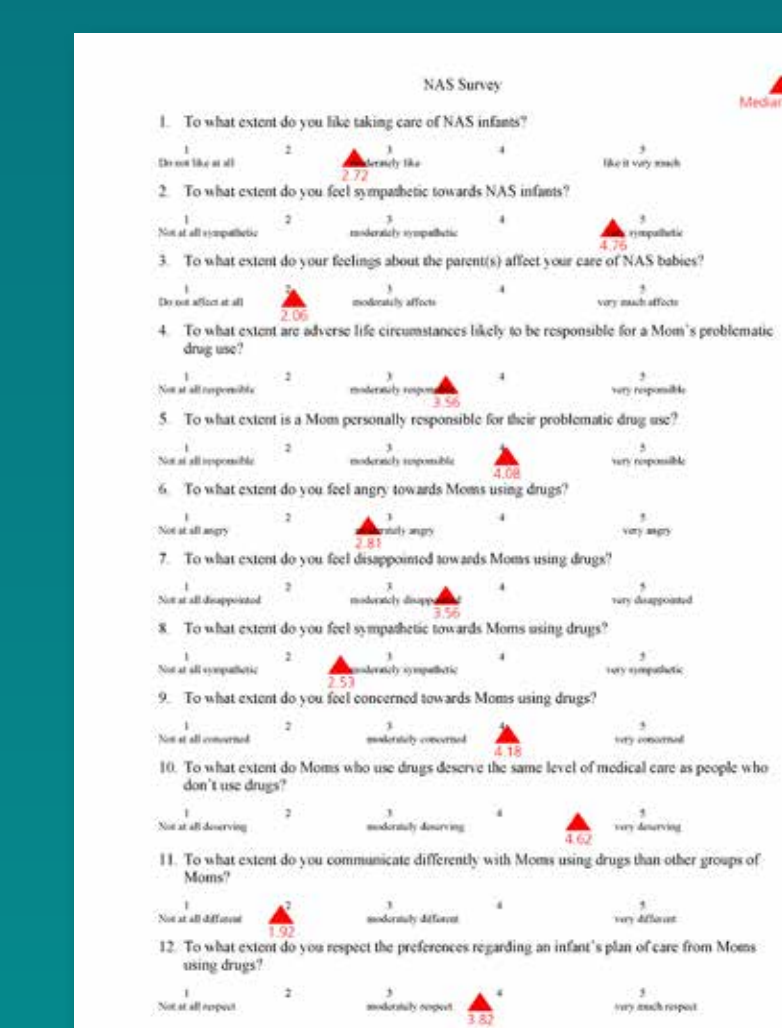 NAS Survey
Median
1. To what extent do you like taking care of NAS infants?
1 2 3 4 5
Do not like at all moderately like like it very much
2.72
2. To what extent do you feel sympathetic towards NAS infants?
1 2 3 4 5
Not at all sympathetic moderately sympathetic sympathetic
4.76
3. To what extent do your feelings about the parent(s) affect your care of NAS babies?
1 2 3 4 5
Do not affect at all moderately affects very much affects
2.06
4. To what extent are adverse life circumstances likely to be responsible for a Mom's problematic
drug use?
1 2 3 4 5
Not at all responsible moderately responsible very responsible
3.56
5. To what extent is a Mom personally responsible for their problematic drug use?
1 2 3 4 5
Not at all responsible moderately responsible very responsible
4.08
6. To what extent do you feel angry towards Moms using drugs?
1 2 3 4 5
Not at all angry moderately angry very angry
2.81
7. To what extent do you feel disappointed towards Moms using drugs?
1 2 3 4 5
Not at all disappointed moderately disappointed very disappointed
3.56
8. To what extent do you feel sympathetic towards Moms using drugs?
1 2 3 4 5
Not at all sympathetic moderately sympathetic very sympathetic
2.53
9. To what extent do you feel concerned towards Moms using drugs?
1 2 3 4 5
Not at all concerned moderately concerned very concerned
4.18
10. To what extent do Moms who use drugs deserve the same level of medical care as people who
don't use drugs?
1 2 3 4 5
Not at all deserving moderately deserving very deserving
4.62
11. To what extent do you communicate differently with Moms using drugs than other groups of
Moms?
1 2 3 4 5
Not at all different moderately different very different
1.92
12. To what extent do you respect the preferences regarding an infant's plan of care from Moms
using drugs?
1 2 3 4 5
Not at all respect moderately respect very much respect
3.82